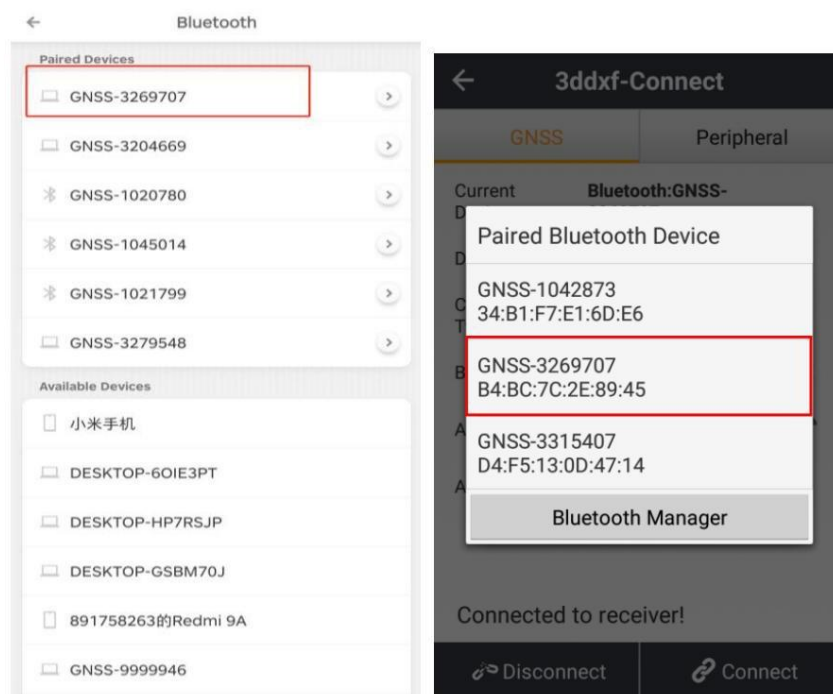 Bluetooth
Paired Devices
GNSS-3269707
GNSS-3204669
GNSS-1020780
GNSS-1045014
GNSS-1021799
GNSS-3279548
Available Devices
小米手机
DESKTOP-6OIE3PT
DESKTOP-HP7RSJP
DESKTOP-GSBM70J
891758263的Redmi 9A
GNSS-9999946
3ddxf-Connect
GNSS Peripheral
Current Bluetooth:GNSS-
Paired Bluetooth Device
GNSS-1042873
34:B1:F7:E1:6D:E6
GNSS-3269707
B4:BC:7C:2E:89:45
GNSS-3315407
D4:F5:13:0D:47:14
Bluetooth Manager
Connected to receiver!
Disconnect Connect